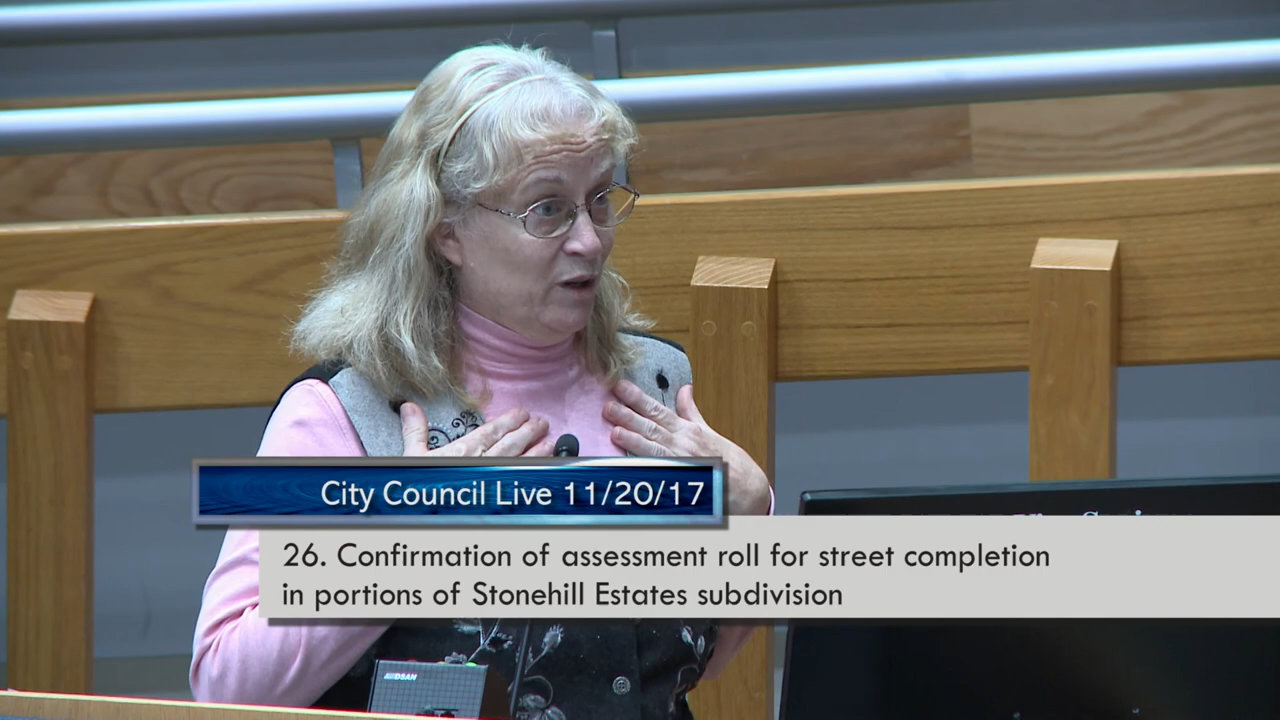 City Council Live 11/20/17
26. Confirmation of assessment roll for street completion
in portions of Stonehill Estates subdivision
DSAN